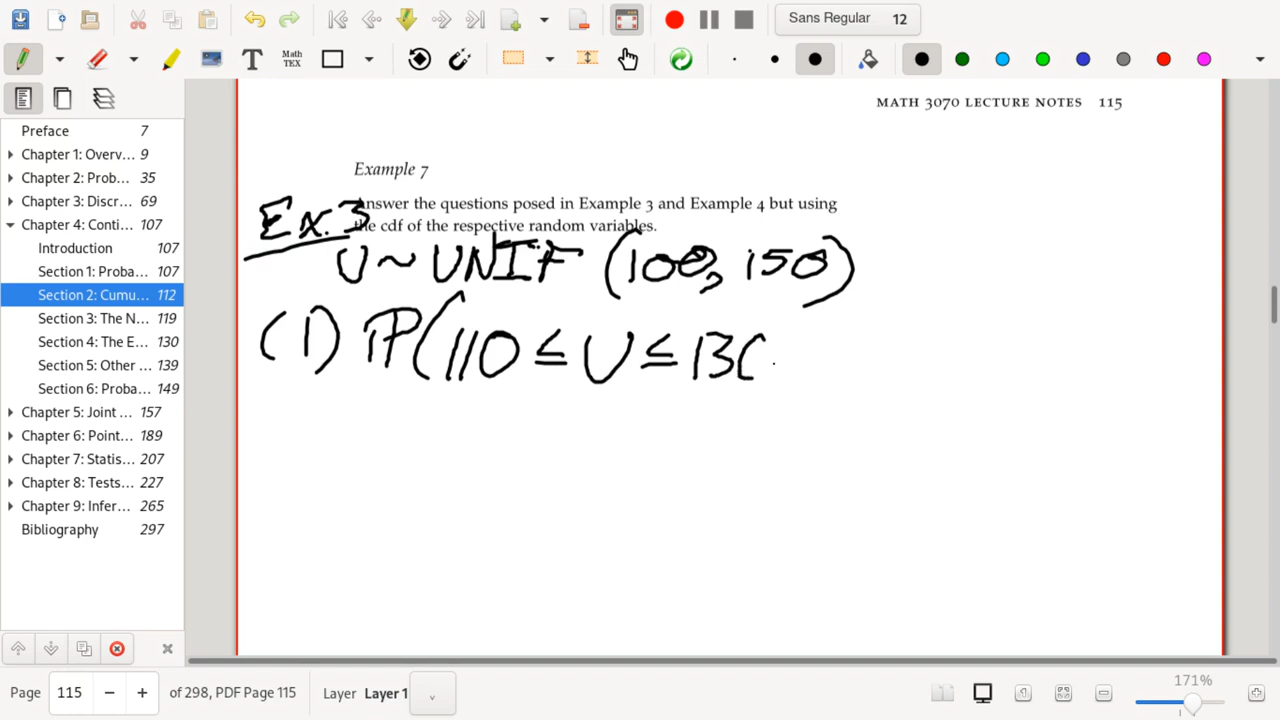 Sans Regular 12
Math
TEX
Preface 7
Chapter 1: Overv... 9
Chapter 2: Prob... 35
Chapter 3: Discr... 69
Chapter 4: Conti... 107
Introduction 107
Section 1: Proba... 107
Section 2: Cumu... 112
Section 3: The N... 119
Section 4: The E... 130
Section 5: Other ... 139
Section 6: Proba... 149
Chapter 5: Joint ... 157
Chapter 6: Point... 189
Chapter 7: Statis... 207
Chapter 8: Tests... 227
Chapter 9: Infer... 265
Bibliography 297
MATH 3070 LECTURE NOTES 115
Example 7
Answer the questions posed in Example 3 and Example 4 but using
the cdf of the respective random variables.
Ex. 3
U ~ UNIF (100, 150)
(1) ℙ(110 ≤ U ≤ 130
Page 115 of 298, PDF Page 115 Layer Layer 1 171%